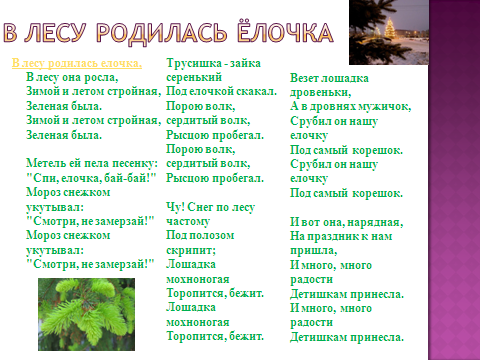 В ЛЕСУ РОДИЛАСЬ ЁЛОЧКА
В лесу родилась елочка,
В лесу она росла,
Зимой и летом стройная,
Зеленая была.
Зимой и летом стройная,
Зеленая была.
Метель ей пела песенку:
"Спи, елочка, бай-бай!"
Мороз снежком
укутывал:
"Смотри, не замерзай!"
Мороз снежком
укутывал:
"Смотри, не замерзай!"
Трусишка - зайка
серенький
Под елочкой скакал.
Порою волк,
сердитый волк,
Рысцою пробегал.
Порою волк,
сердитый волк,
Рысцою пробегал.
Чу! Снег по лесу
частому
Под полозом
скрипит;
Лошадка
мохноногая
Торопится, бежит.
Лошадка
мохноногая
Торопится, бежит.
Везет лошадка
дровеньки,
А в дровнях мужичок,
Срубил он нашу
елочку
Под самый корешок.
Срубил он нашу
елочку
Под самый корешок.
И вот она, нарядная,
На праздник к нам
пришла,
И много, много
радости
Детишкам принесла.
И много, много
радости
Детишкам принесла.